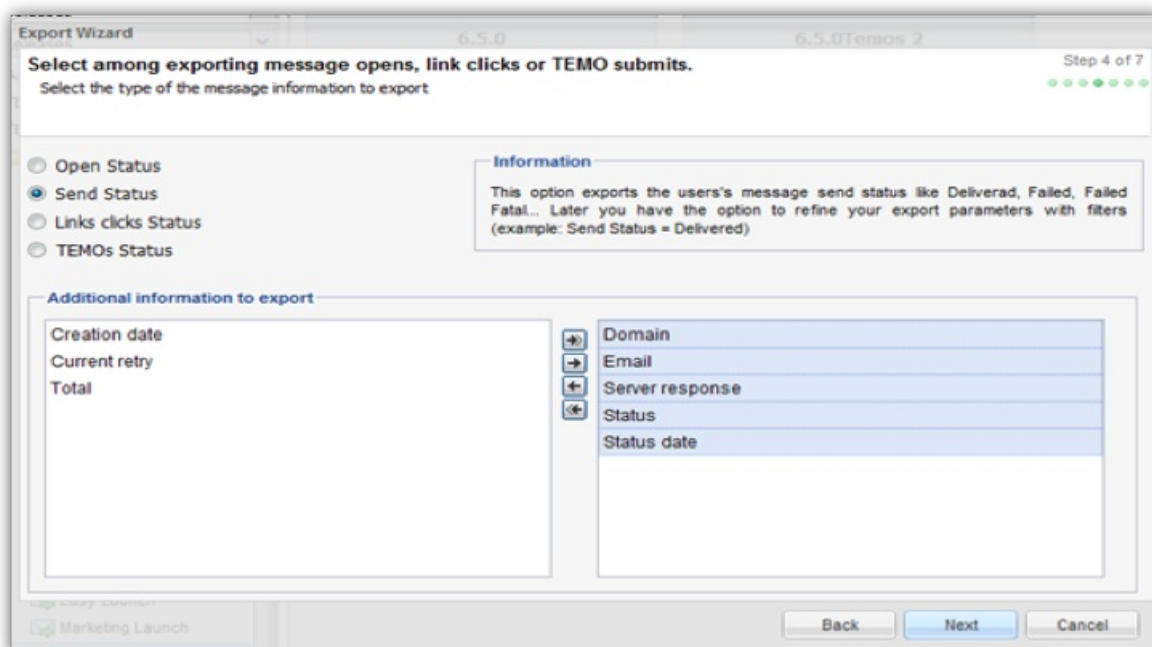 Export Wizard
6.5.0
6.5.0Temos 2
Select among exporting message opens, link clicks or TEMO submits.
Step 4 of 7
Select the type of the message information to export
Open Status
Send Status
Links clicks Status
TEMOs Status
Information
This option exports the users's message send status like Deliverad, Failed, Failed
Fatal... Later you have the option to refine your export parameters with filters
(example: Send Status = Delivered)
Additional information to export
Creation date
Current retry
Total
Domain
Email
Server response
Status
Status date
Easy Launch
Marketing Launch
Back
Next
Cancel